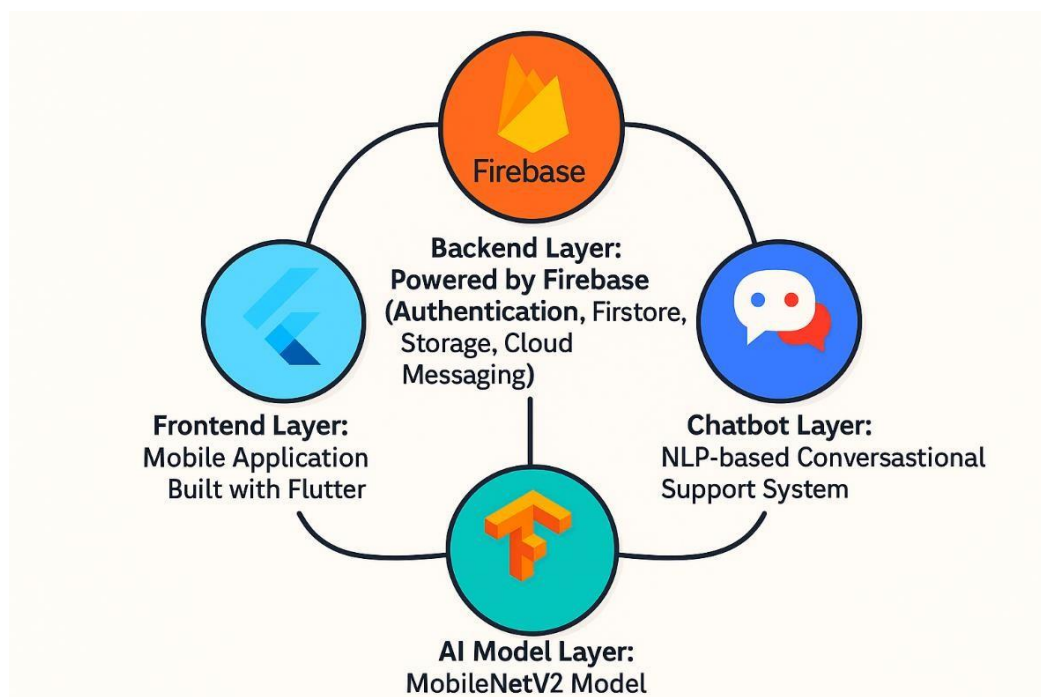 Firebase
Backend Layer:
Powered by Firebase
(Authentication, Firstore,
Storage, Cloud
Messaging)
Frontend Layer:
Mobile Application
Built with Flutter
Chatbot Layer:
NLP-based Conversastional
Support System
AI Model Layer:
MobileNetV2 Model